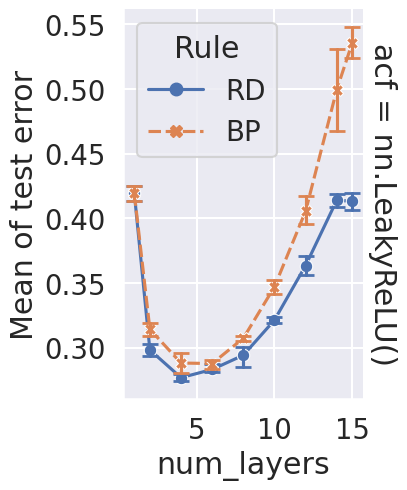 Rule
RD
BP
0.55
0.50
0.45
0.40
0.35
0.30
5
10
15
num_layers
Mean of test error
acf = nn.LeakyReLU()